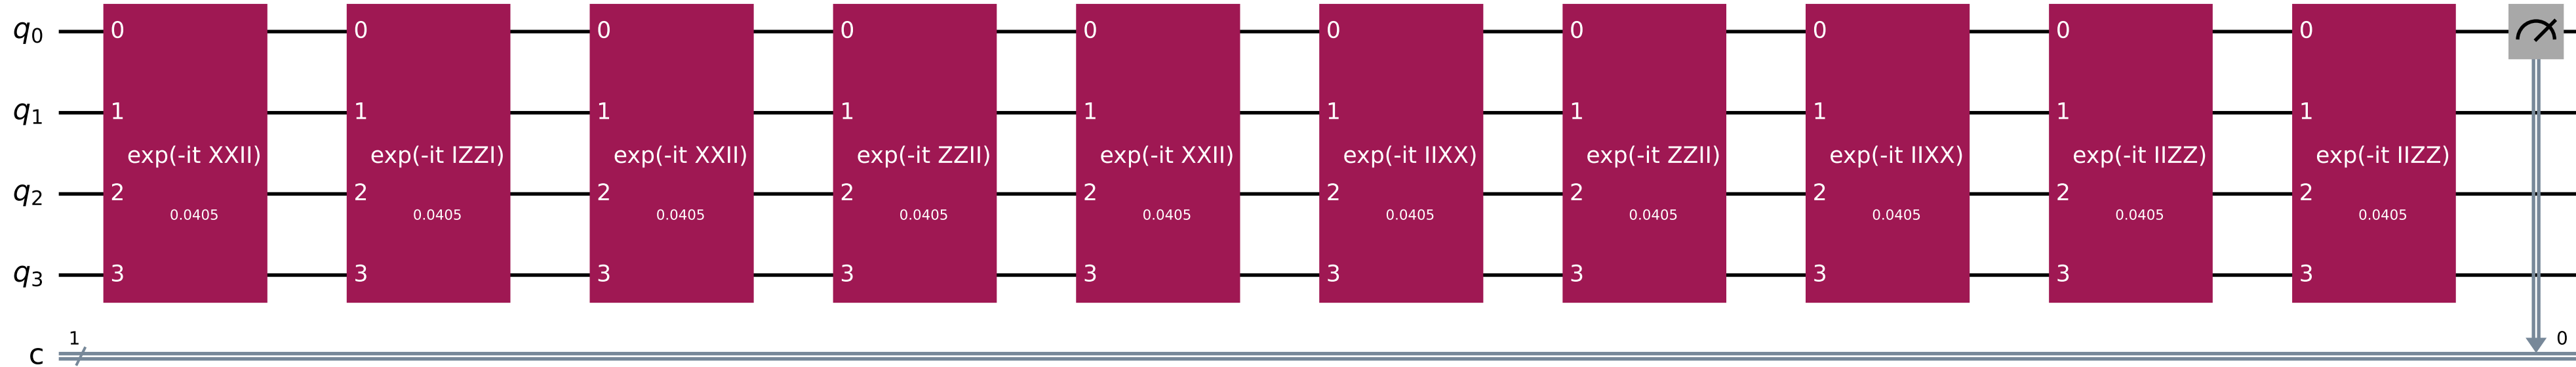 q0 0 0 0 0 0 0 0 0 0 0
q1 1 1 1 1 1 1 1 1 1 1
exp(-it XXII) exp(-it IZZI) exp(-it XXII) exp(-it ZZII) exp(-it XXII) exp(-it IIXX) exp(-it ZZII) exp(-it IIXX) exp(-it IIZZ) exp(-it IIZZ)
q2 2 2 2 2 2 2 2 2 2 2
0.0405 0.0405 0.0405 0.0405 0.0405 0.0405 0.0405 0.0405 0.0405 0.0405
q3 3 3 3 3 3 3 3 3 3 3
1 0
c